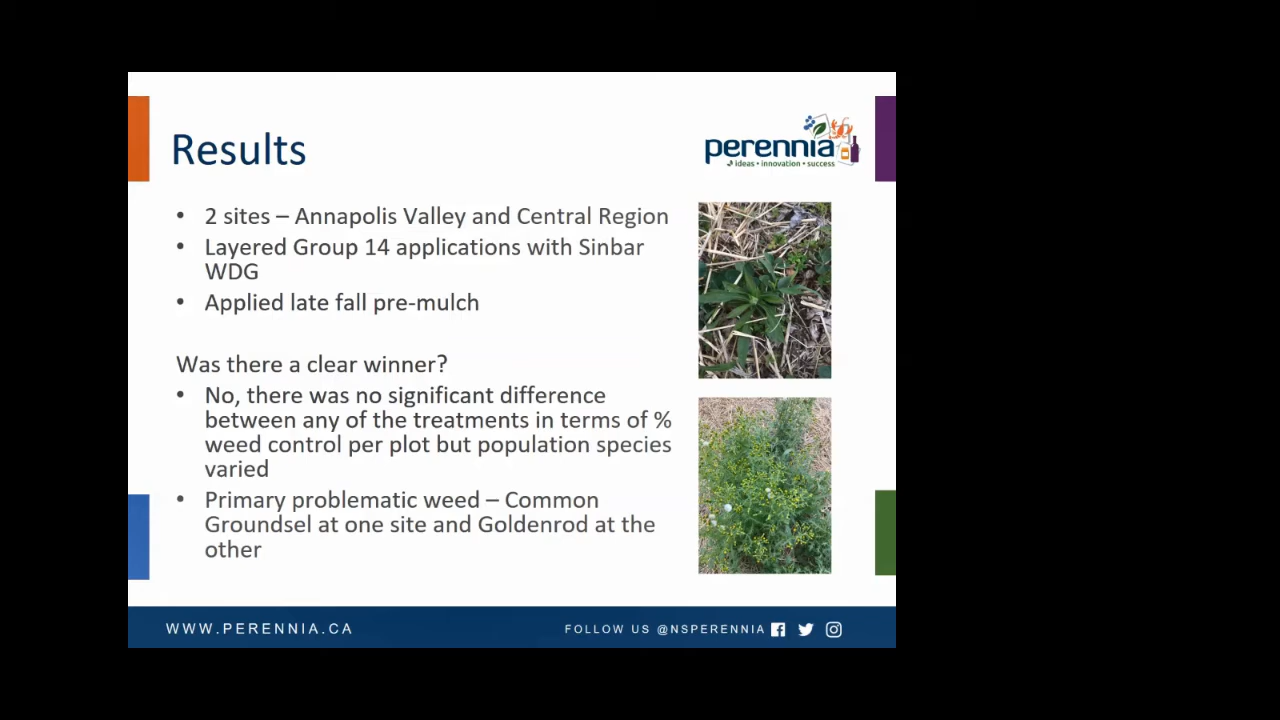 Results
perennia
ideas • innovation • success
• 2 sites – Annapolis Valley and Central Region
• Layered Group 14 applications with Sinbar
WDG
• Applied late fall pre-mulch
Was there a clear winner?
• No, there was no significant difference
between any of the treatments in terms of %
weed control per plot but population species
varied
• Primary problematic weed – Common
Groundsel at one site and Goldenrod at the
other
WWW.PERENNIA.CA
FOLLOW US @NSPERENNIA